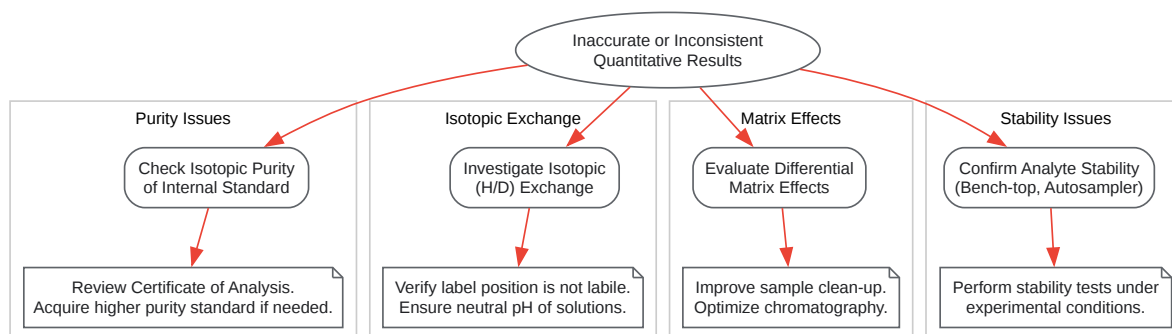 Inaccurate or Inconsistent
Quantitative Results
Purity Issues
Check Isotopic Purity
of Internal Standard
Review Certificate of Analysis.
Acquire higher purity standard if needed.
Isotopic Exchange
Investigate Isotopic
(H/D) Exchange
Verify label position is not labile.
Ensure neutral pH of solutions.
Matrix Effects
Evaluate Differential
Matrix Effects
Improve sample clean-up.
Optimize chromatography.
Stability Issues
Confirm Analyte Stability
(Bench-top, Autosampler)
Perform stability tests under
experimental conditions.